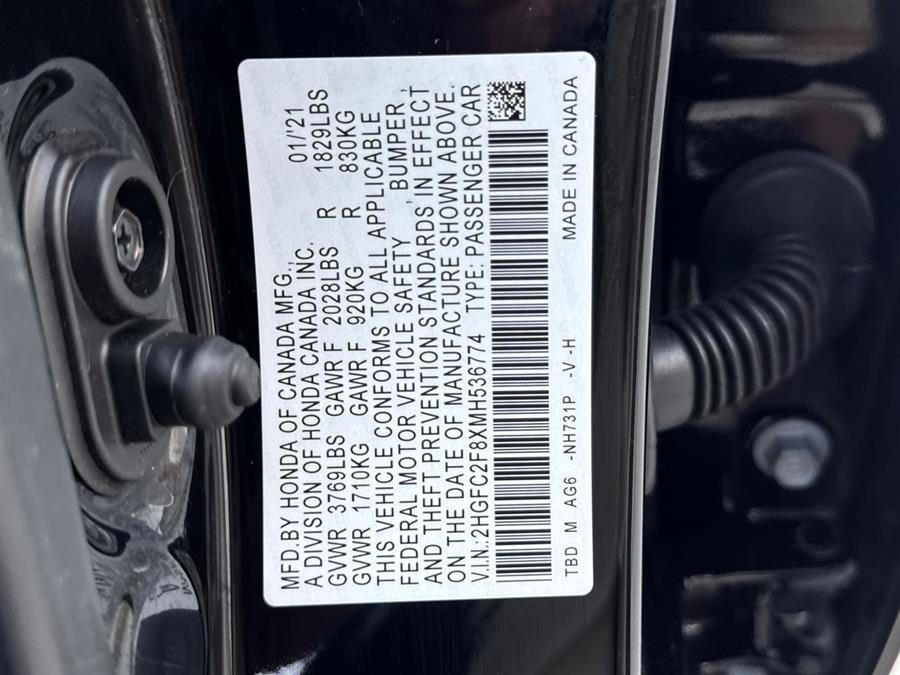 MFD.BY HONDA OF CANADA MFG., 01/'21
A DIVISION OF HONDA CANADA INC.
GVWR 3769LBS GAWR F 2028LBS R 1829LBS
GVWR 1710KG GAWR F 920KG R 830KG
THIS VEHICLE CONFORMS TO ALL APPLICABLE
FEDERAL MOTOR VEHICLE SAFETY, BUMPER,
AND THEFT PREVENTION STANDARDS IN EFFECT
ON THE DATE OF MANUFACTURE SHOWN ABOVE.
V.I.N.:2HGFC2F8XMH536774 TYPE: PASSENGER CAR
TBD M AG6 -NH731P -V-H MADE IN CANADA